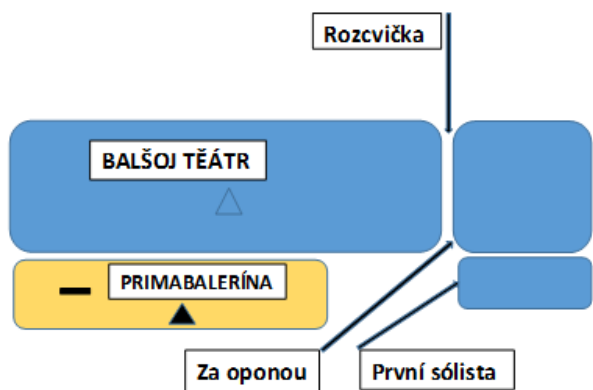 Rozcvička
BALŠOJ TĚÁTR
PRIMABALERÍNA
Za oponou
První sólista